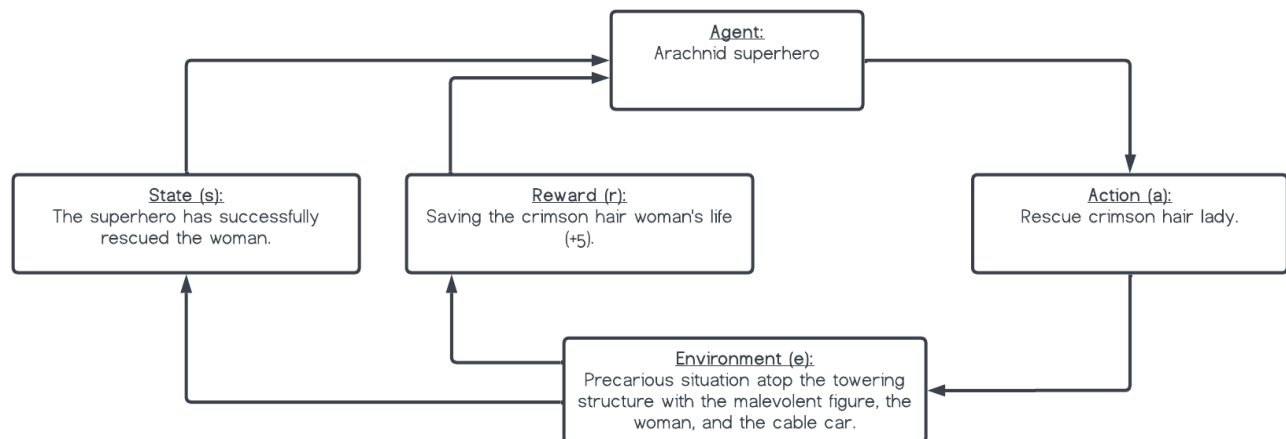 Agent:
Arachnid superhero
State (s):
The superhero has successfully
rescued the woman.
Reward (r):
Saving the crimson hair woman's life
(+5).
Action (a):
Rescue crimson hair lady.
Environment (e):
Precarious situation atop the towering
structure with the malevolent figure, the
woman, and the cable car.